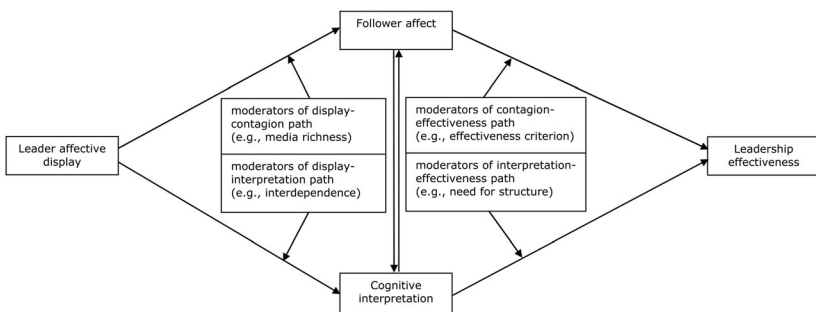 Follower affect
moderators of display-
contagion path
(e.g., media richness)
moderators of contagion-
effectiveness path
(e.g., effectiveness criterion)
Leader affective
display
moderators of display-
interpretation path
(e.g., interdependence)
moderators of interpretation-
effectiveness path
(e.g., need for structure)
Leadership
effectiveness
Cognitive
interpretation